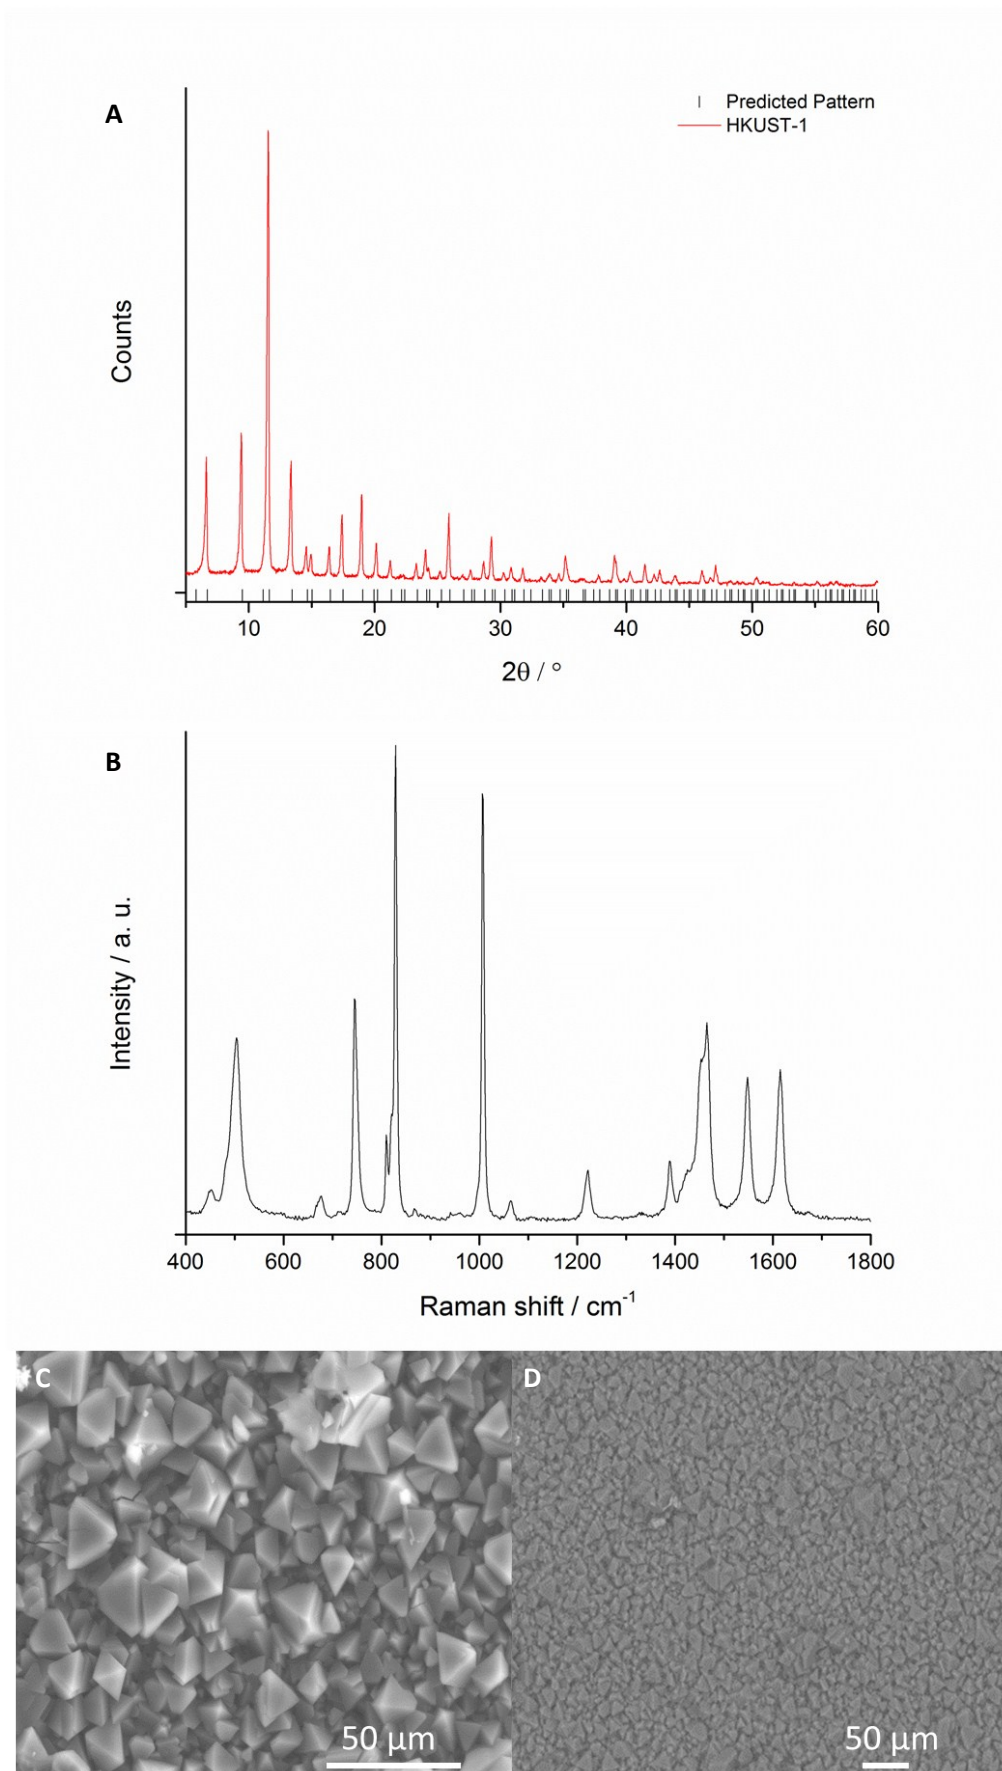 A
Predicted Pattern
HKUST-1
Counts
10 20 30 40 50 60
2θ / °
B
Intensity / a. u.
400 600 800 1000 1200 1400 1600 1800
Raman shift / cm⁻¹
C D
50 µm 50 µm